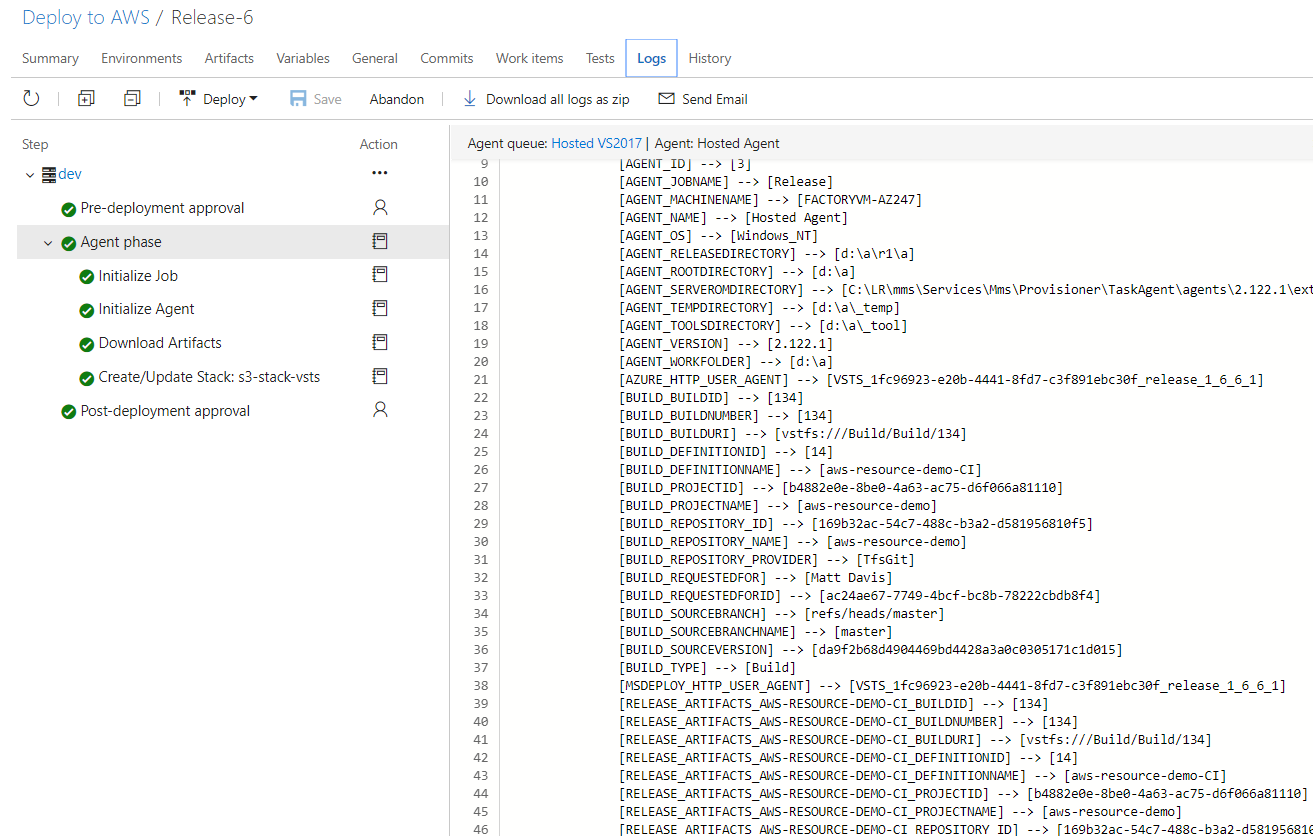 Deploy to AWS / Release-6
Summary Environments Artifacts Variables General Commits Work items Tests Logs History
Deploy Save Abandon Download all logs as zip Send Email
Step Action
dev
Pre-deployment approval
Agent phase
Initialize Job
Initialize Agent
Download Artifacts
Create/Update Stack: s3-stack-vsts
Post-deployment approval
Agent queue: Hosted VS2017 | Agent: Hosted Agent
9 [AGENT_ID] --> [3]
10 [AGENT_JOBNAME] --> [Release]
11 [AGENT_MACHINENAME] --> [FACTORYVM-AZ247]
12 [AGENT_NAME] --> [Hosted Agent]
13 [AGENT_OS] --> [Windows_NT]
14 [AGENT_RELEASEDIRECTORY] --> [d:\a\r1\a]
15 [AGENT_ROOTDIRECTORY] --> [d:\a]
16 [AGENT_SERVEROMDIRECTORY] --> [C:\LR\mms\Services\Mms\Provisioner\TaskAgent\agents\2.122.1\ext
17 [AGENT_TEMPDIRECTORY] --> [d:\a\_temp]
18 [AGENT_TOOLSDIRECTORY] --> [d:\a\_tool]
19 [AGENT_VERSION] --> [2.122.1]
20 [AGENT_WORKFOLDER] --> [d:\a]
21 [AZURE_HTTP_USER_AGENT] --> [VSTS_1fc96923-e20b-4441-8fd7-c3f891ebc30f_release_1_6_6_1]
22 [BUILD_BUILDID] --> [134]
23 [BUILD_BUILDNUMBER] --> [134]
24 [BUILD_BUILDURI] --> [vstfs:///Build/Build/134]
25 [BUILD_DEFINITIONID] --> [14]
26 [BUILD_DEFINITIONNAME] --> [aws-resource-demo-CI]
27 [BUILD_PROJECTID] --> [b4882e0e-8be0-4a63-ac75-d6f066a81110]
28 [BUILD_PROJECTNAME] --> [aws-resource-demo]
29 [BUILD_REPOSITORY_ID] --> [169b32ac-54c7-488c-b3a2-d581956810f5]
30 [BUILD_REPOSITORY_NAME] --> [aws-resource-demo]
31 [BUILD_REPOSITORY_PROVIDER] --> [TfsGit]
32 [BUILD_REQUESTEDFOR] --> [Matt Davis]
33 [BUILD_REQUESTEDFORID] --> [ac24ae67-7749-4bcf-bc8b-78222cbdb8f4]
34 [BUILD_SOURCEBRANCH] --> [refs/heads/master]
35 [BUILD_SOURCEBRANCHNAME] --> [master]
36 [BUILD_SOURCEVERSION] --> [da9f2b68d4904469bd4428a3a0c0305171c1d015]
37 [BUILD_TYPE] --> [Build]
38 [MSDEPLOY_HTTP_USER_AGENT] --> [VSTS_1fc96923-e20b-4441-8fd7-c3f891ebc30f_release_1_6_6_1]
39 [RELEASE_ARTIFACTS_AWS-RESOURCE-DEMO-CI_BUILDID] --> [134]
40 [RELEASE_ARTIFACTS_AWS-RESOURCE-DEMO-CI_BUILDNUMBER] --> [134]
41 [RELEASE_ARTIFACTS_AWS-RESOURCE-DEMO-CI_BUILDURI] --> [vstfs:///Build/Build/134]
42 [RELEASE_ARTIFACTS_AWS-RESOURCE-DEMO-CI_DEFINITIONID] --> [14]
43 [RELEASE_ARTIFACTS_AWS-RESOURCE-DEMO-CI_DEFINITIONNAME] --> [aws-resource-demo-CI]
44 [RELEASE_ARTIFACTS_AWS-RESOURCE-DEMO-CI_PROJECTID] --> [b4882e0e-8be0-4a63-ac75-d6f066a81110]
45 [RELEASE_ARTIFACTS_AWS-RESOURCE-DEMO-CI_PROJECTNAME] --> [aws-resource-demo]
46 [RELEASE_ARTIFACTS_AWS-RESOURCE-DEMO-CI_REPOSITORY_ID] --> [169b32ac-54c7-488c-b3a2-d58195681